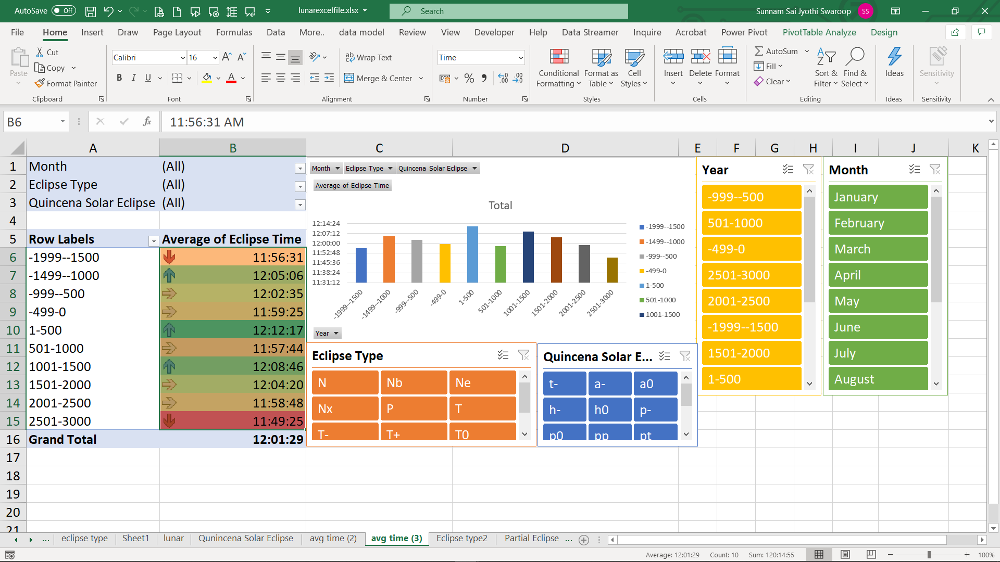 AutoSave Off lunarexcelfile.xlsx Search Sunnam Sai Jyothi Swaroop SS
File Home Insert Draw Page Layout Formulas Data More.. data model Review View Developer Help Data Streamer Inquire Acrobat Power Pivot PivotTable Analyze Design
Paste
Cut
Copy
Format Painter
Clipboard
Calibri 16
B I U
Font
Wrap Text
Merge & Center
Alignment
Time
Number
Conditional Formatting
Format as Table
Cell Styles
Styles
Insert Delete Format
Cells
AutoSum
Fill
Clear
Sort & Filter
Find & Select
Editing
Ideas
Ideas
Sensitivity
Sensitivity
B6 fx 11:56:31 AM
A B C D E F G H I J K
1 Month (All)
2 Eclipse Type (All)
3 Quincena Solar Eclipse (All)
4
5 Row Labels Average of Eclipse Time
6 -1999--1500 11:56:31
7 -1499--1000 12:05:06
8 -999--500 12:02:35
9 -499-0 11:59:25
10 1-500 12:12:17
11 501-1000 11:57:44
12 1001-1500 12:08:46
13 1501-2000 12:04:20
14 2001-2500 11:58:48
15 2501-3000 11:49:25
16 Grand Total 12:01:29
17
18
19
20
21
Month Eclipse Type Quincena Solar Eclipse
Average of Eclipse Time
Total
12:14:24
12:07:12
12:00:00
11:52:48
11:45:36
11:38:24
11:31:12
-1999--1500 -1499--1000 -999--500 -499-0 1-500 501-1000 1001-1500 1501-2000 2001-2500 2501-3000
-1999--1500
-1499--1000
-999--500
-499-0
1-500
501-1000
1001-1500
Year
Eclipse Type
N Nb Ne
Nx P T
T- T+ T0
Quincena Solar E...
t- a- a0
h- h0 p-
p0 pp pt
Year
-999--500
501-1000
-499-0
2501-3000
2001-2500
-1999--1500
1501-2000
1-500
Month
January
February
March
April
May
June
July
August
... eclipse type Sheet1 lunar Qunincena Solar Eclipse avg time (2) avg time (3) Eclipse type2 Partial Eclipse ...
Average: 12:01:29 Count: 10 Sum: 120:14:55 100%